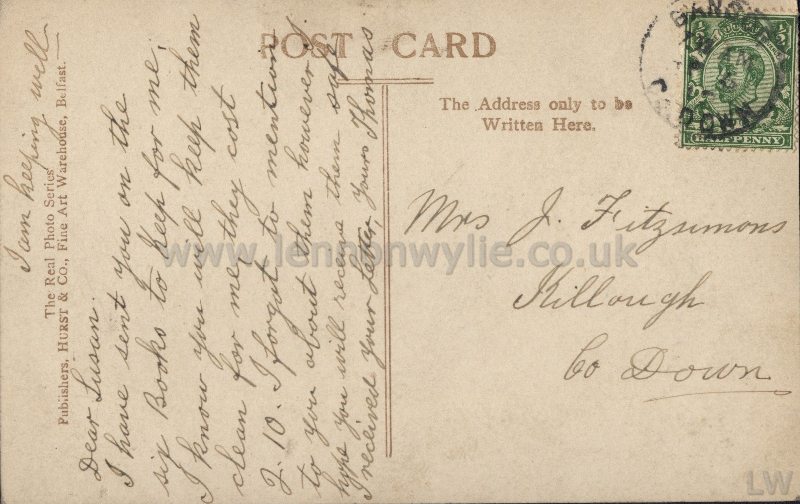 POST CARD
The Address only to be
Written Here.
HALFPENNY
DOWN
Mrs J. Fitzsimons
Killough
Co Down
The Real Photo Series
Publishers, HURST & CO., Fine Art Warehouse, Belfast.
Dear Susan.
I have sent you on the
six Books to keep for me,
I know you will keep them
clean for me, they cost
2.10. I forgot to mention
to you about them however I
hope you will receive them safe
I received your Letter, Yours Thomas
I am keeping well
www.lennonwylie.co.uk
LW